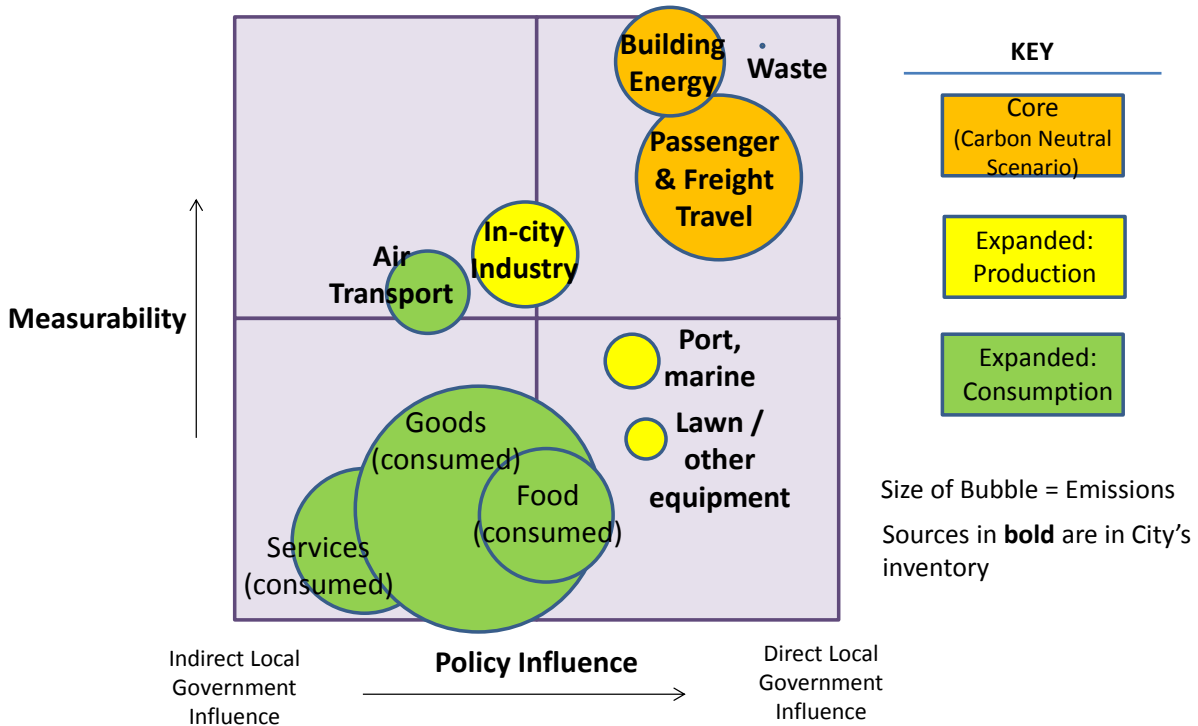 Building
Energy
Waste
Passenger
& Freight
Travel
In-city
Industry
Air
Transport
Measurability
Port,
marine
Lawn /
other
equipment
Goods
(consumed)
Food
(consumed)
Services
(consumed)
Indirect Local
Government
Influence
Policy Influence
Direct Local
Government
Influence
KEY
Core
(Carbon Neutral
Scenario)
Expanded:
Production
Expanded:
Consumption
Size of Bubble = Emissions
Sources in bold are in City's
inventory